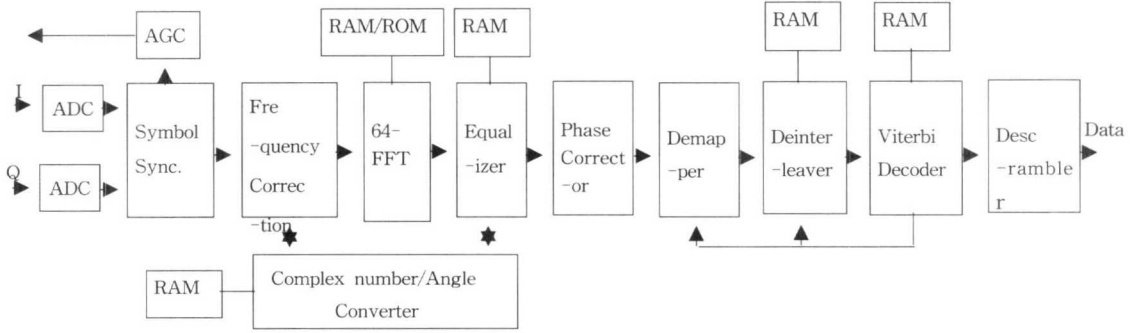 AGC
RAM/ROM
RAM
RAM
RAM
I
ADC
Q
ADC
Symbol
Sync.
Fre
-quency
Correc
-tion
64-
FFT
Equal
-izer
Phase
Correct
-or
Demap
-per
Deinter
-leaver
Viterbi
Decoder
Desc
-ramble
r
Data
RAM
Complex number/Angle
Converter